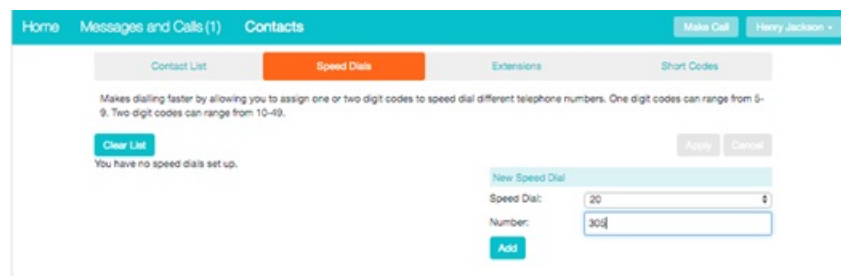 Home Messages and Calls (1) Contacts Make Call Henry Jackson
Contact List Speed Dials Extensions Short Codes
Makes dialling faster by allowing you to assign one or two digit codes to speed dial different telephone numbers. One digit codes can range from 5-
9. Two digit codes can range from 10-49.
Clear List Apply Cancel
You have no speed dials set up.
New Speed Dial
Speed Dial: 20
Number: 305
Add